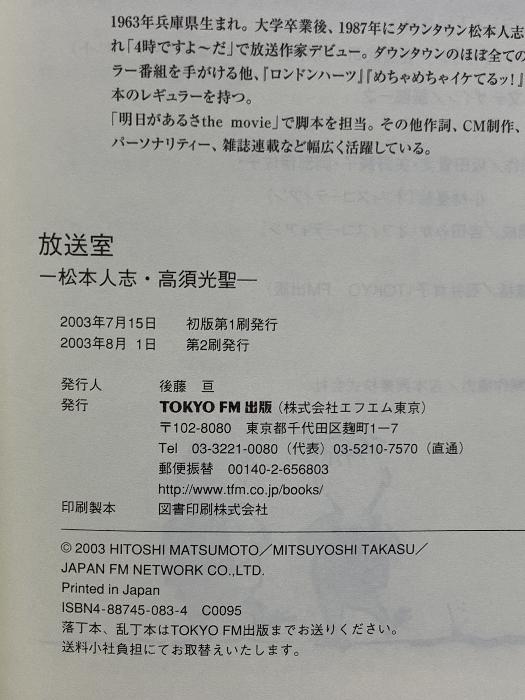 1963年兵庫県生まれ。大学卒業後、1987年にダウンタウン松本人志
れ「4時ですよ〜だ」で放送作家デビュー。ダウンタウンのほぼ全ての
ラー番組を手がける他、『ロンドンハーツ』『めちゃめちゃイケてるッ!』
本のレギュラーを持つ。
「明日があるさthe movie」で脚本を担当。その他作詞、CM制作、
パーソナリティー、雑誌連載など幅広く活躍している。
放送室
―松本人志・高須光聖―
2003年7月15日 初版第1刷発行
2003年8月 1日 第2刷発行
発行人 後藤 亘
発行 TOKYO FM 出版 (株式会社エフエム東京)
〒102-8080 東京都千代田区麹町1−7
Tel 03-3221-0080(代表)03-5210-7570(直通)
郵便振替 00140-2-656803
http://www.tfm.co.jp/books/
印刷製本 図書印刷株式会社
© 2003 HITOSHI MATSUMOTO/MITSUYOSHI TAKASU/
JAPAN FM NETWORK CO.,LTD.
Printed in Japan
ISBN4-88745-083-4 C0095
落丁本、乱丁本はTOKYO FM出版までお送りください。
送料小社負担にてお取替えいたします。